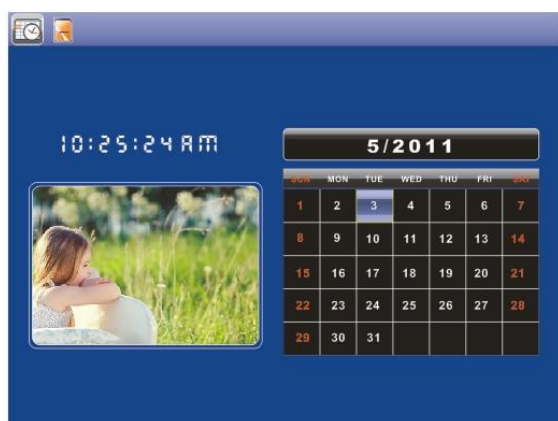 10:25:24 AM
5/2011
SUN MON TUE WED THU FRI SAT
1 2 3 4 5 6 7
8 9 10 11 12 13 14
15 16 17 18 19 20 21
22 23 24 25 26 27 28
29 30 31